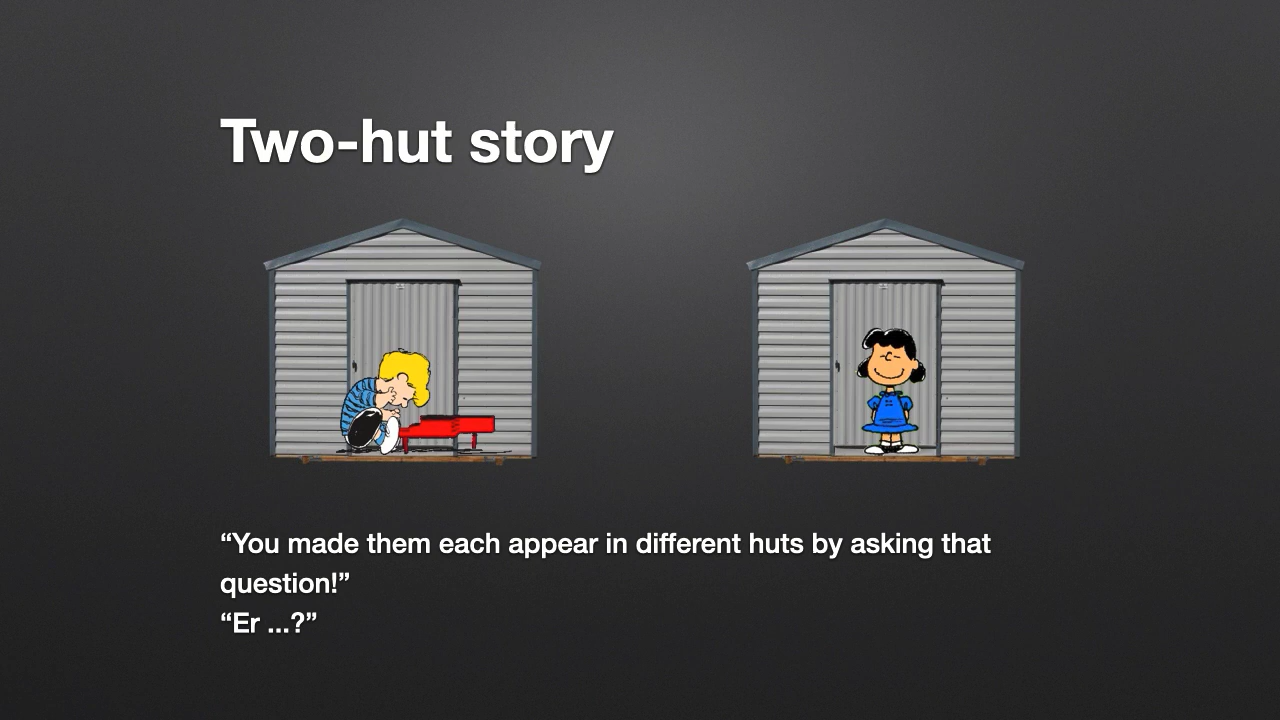 Two-hut story
“You made them each appear in different huts by asking that
question!”
“Er ...?”